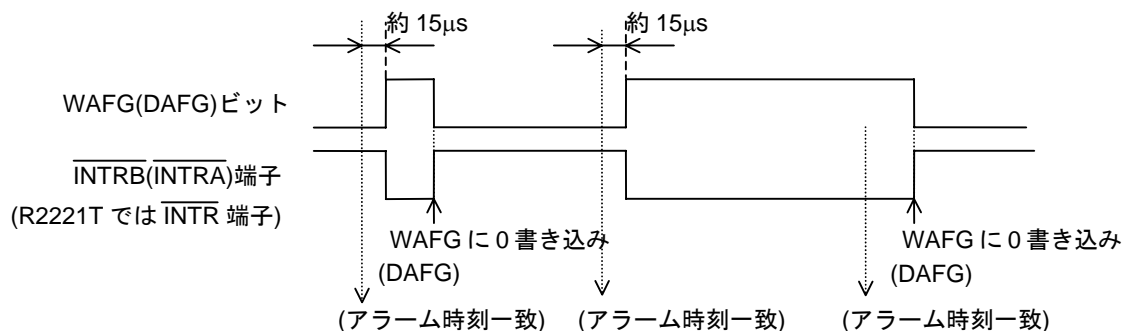 約 15μs
約 15μs
WAFG(DAFG)ビット
INTRB(INTRA)端子
(R2221T では INTR 端子)
WAFG に 0 書き込み
(DAFG)
WAFG に 0 書き込み
(DAFG)
(アラーム時刻一致)
(アラーム時刻一致)
(アラーム時刻一致)